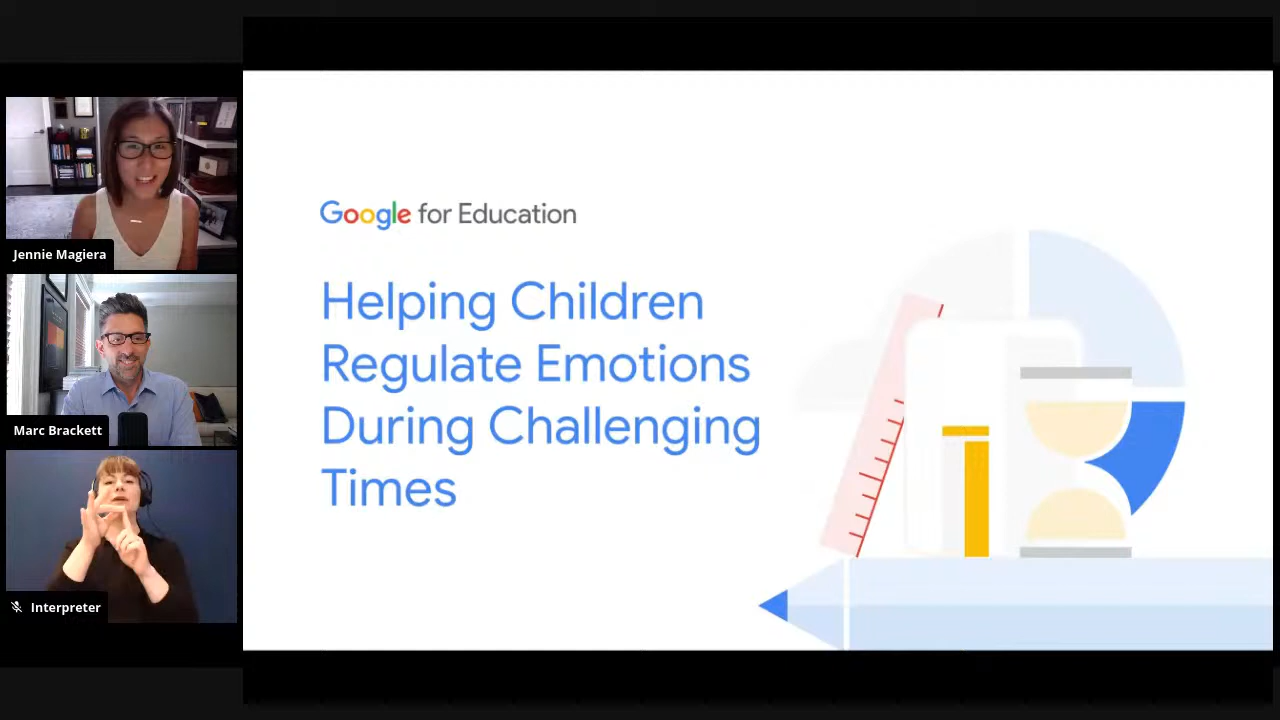 Jennie Magiera
Marc Brackett
Interpreter
Google for Education
Helping Children
Regulate Emotions
During Challenging
Times